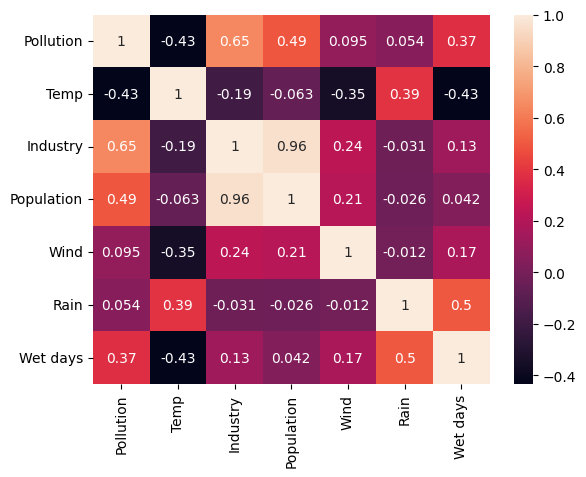 Pollution 1 -0.43 0.65 0.49 0.095 0.054 0.37
Temp -0.43 1 -0.19 -0.063 -0.35 0.39 -0.43
Industry 0.65 -0.19 1 0.96 0.24 -0.031 0.13
Population 0.49 -0.063 0.96 1 0.21 -0.026 0.042
Wind 0.095 -0.35 0.24 0.21 1 -0.012 0.17
Rain 0.054 0.39 -0.031 -0.026 -0.012 1 0.5
Wet days 0.37 -0.43 0.13 0.042 0.17 0.5 1
Pollution
Temp
Industry
Population
Wind
Rain
Wet days
1.0
0.8
0.6
0.4
0.2
0.0
−0.2
−0.4